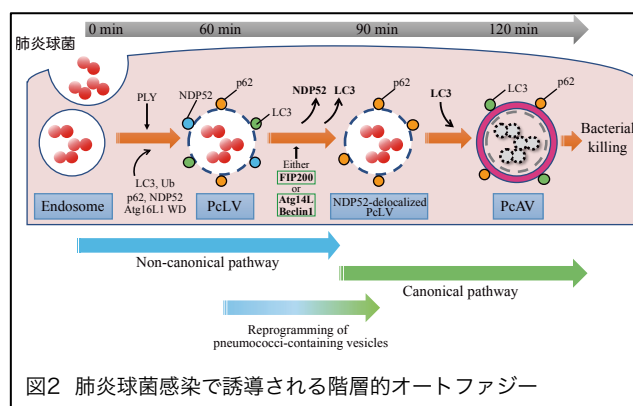 0 min 60 min 90 min 120 min
肺炎球菌
NDP52
p62
LC3
NDP52 LC3
p62
LC3
LC3
p62
PLY
Bacterial
killing
LC3, Ub
p62, NDP52
Atg16L1 WD
Either
FIP200
or
Atg14L
Beclin1
Endosome
PcLV
NDP52-delocalized
PcLV
PcAV
Non-canonical pathway
Canonical pathway
Reprogramming of
pneumococci-containing vesicles
図2 肺炎球菌感染で誘導される階層的オートファジー